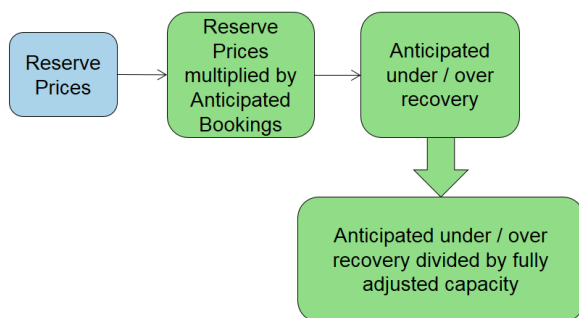 Reserve
Prices
Reserve
Prices
multiplied by
Anticipated
Bookings
Anticipated
under / over
recovery
Anticipated under / over
recovery divided by fully
adjusted capacity